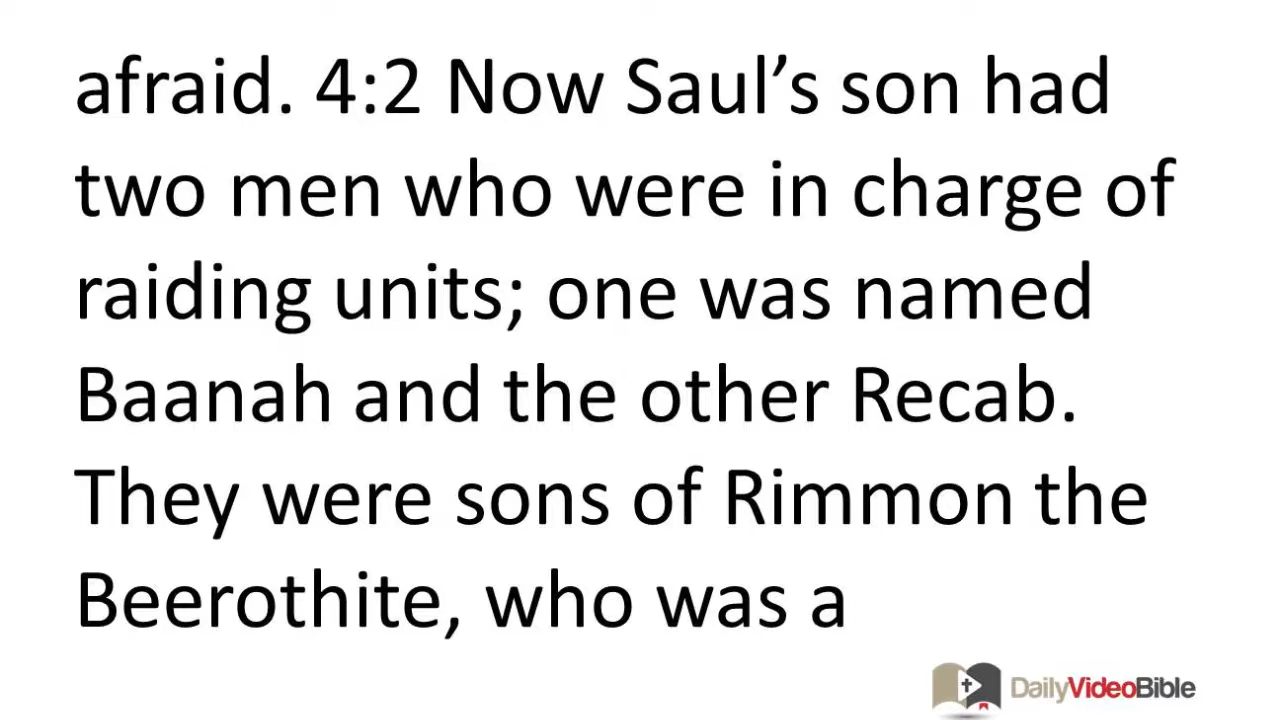 afraid. 4:2 Now Saul’s son had
two men who were in charge of
raiding units; one was named
Baanah and the other Recab.
They were sons of Rimmon the
Beerothite, who was a
DailyVideoBible